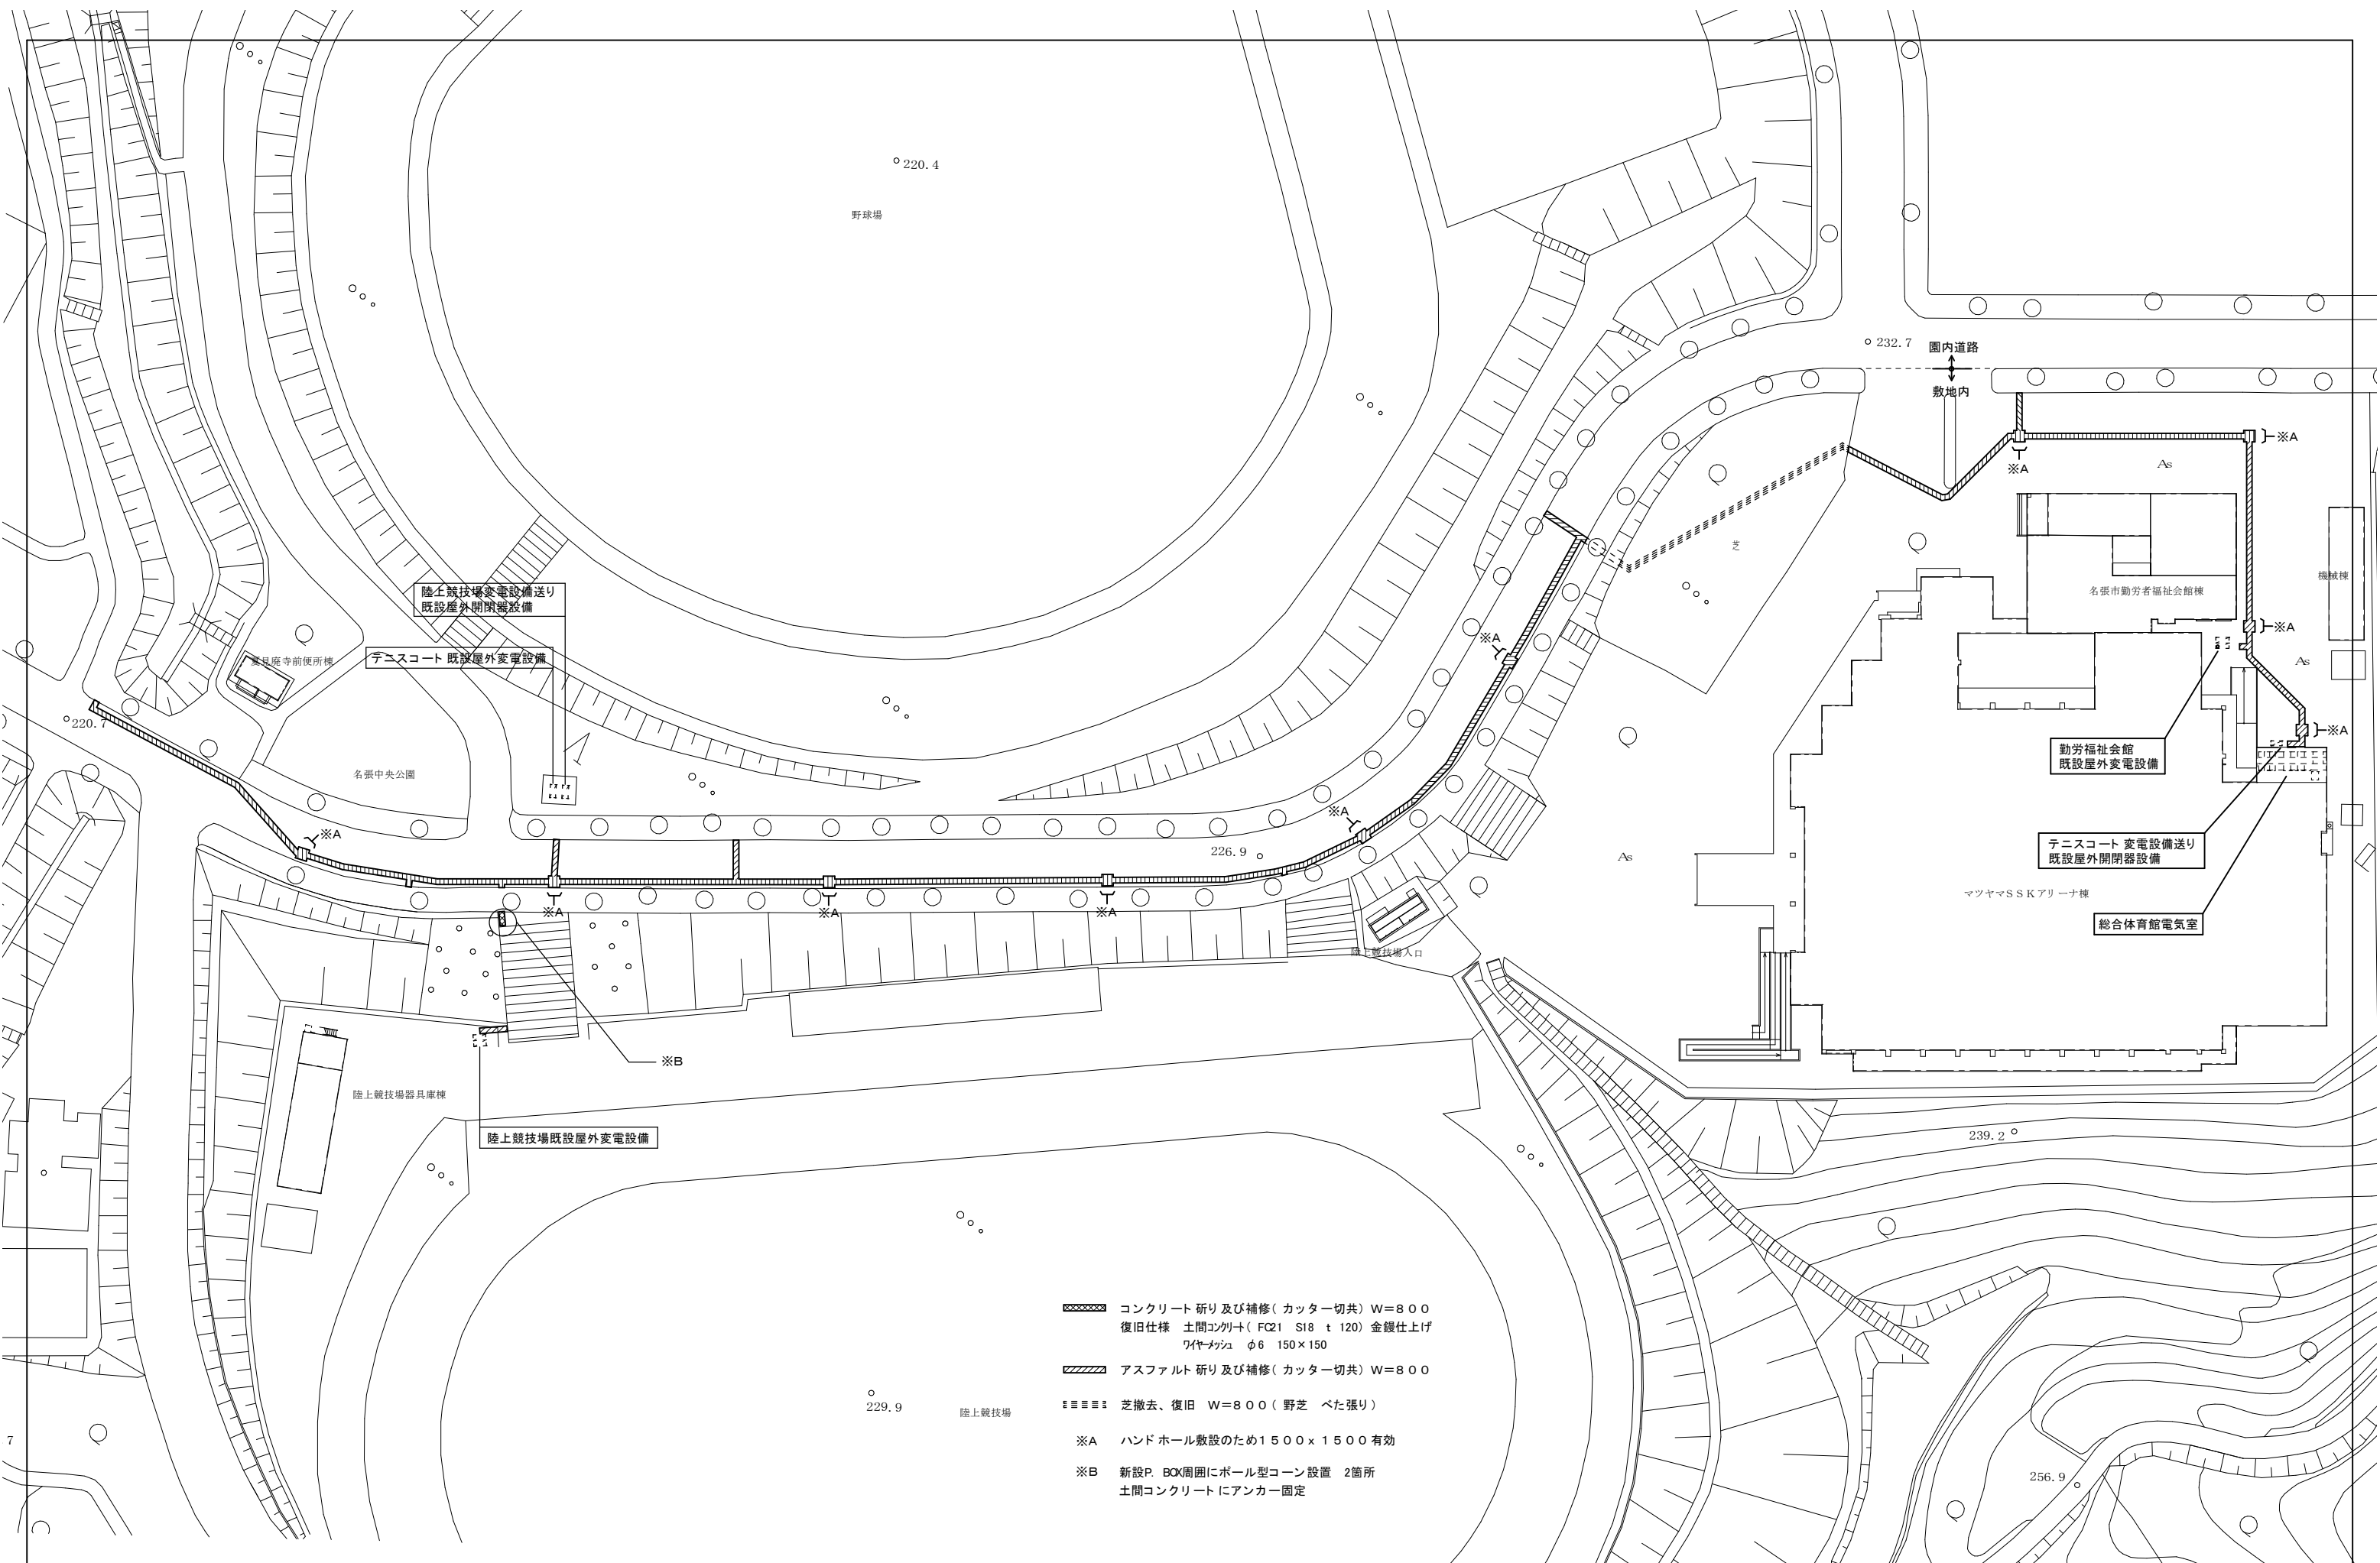 220.4
野球場
232.7
園内道路
敷地内
※A
※A
As
芝
陸上競技場変電設備送り
既設屋外開閉器設備
テニスコート既設屋外変電設備
夏見廃寺前便所棟
名張市勤労者福祉会館棟
機械棟
※A
※A
As
220.7
名張中央公園
※A
勤労福祉会館
既設屋外変電設備
※A
※A
226.9
As
テニスコート変電設備送り
既設屋外開閉器設備
マツヤマSSKアリーナ棟
総合体育館電気室
※A
※A
※A
陸上競技場入口
※B
陸上競技場器具庫棟
陸上競技場既設屋外変電設備
239.2
コンクリート斫り及び補修(カッター切共) W=800
復旧仕様 土間コンクリート(FC21 S18 t 120) 金鏝仕上げ
ワイヤーメッシュ φ6 150×150
アスファルト斫り及び補修(カッター切共) W=800
229.9
陸上競技場
芝撤去、復旧 W=800(野芝 べた張り)
7
※A ハンドホール敷設のため1500x1500有効
※B 新設P.BOX周囲にポール型コーン設置 2箇所
土間コンクリートにアンカー固定
256.9